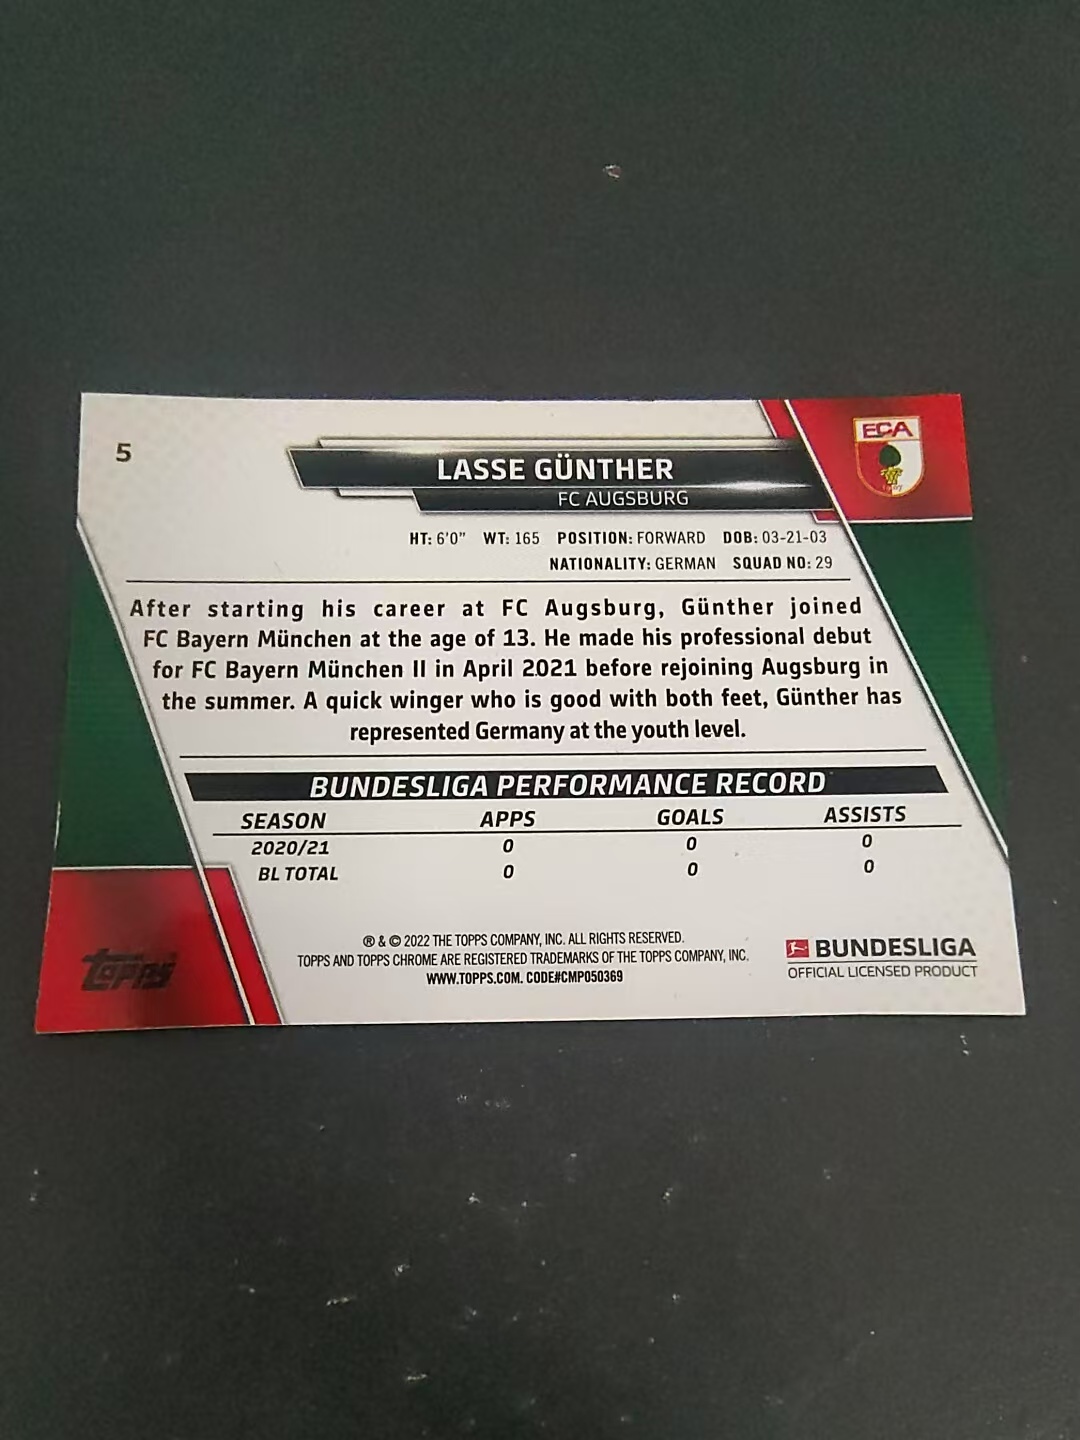 5
FCA
1907
LASSE GÜNTHER
FC AUGSBURG
HT: 6'0" WT: 165 POSITION: FORWARD DOB: 03-21-03
NATIONALITY: GERMAN SQUAD NO: 29
After starting his career at FC Augsburg, Günther joined
FC Bayern München at the age of 13. He made his professional debut
for FC Bayern München II in April 2021 before rejoining Augsburg in
the summer. A quick winger who is good with both feet, Günther has
represented Germany at the youth level.
BUNDESLIGA PERFORMANCE RECORD
SEASON APPS GOALS ASSISTS
2020/21 0 0 0
BL TOTAL 0 0 0
® & © 2022 THE TOPPS COMPANY, INC. ALL RIGHTS RESERVED.
TOPPS AND TOPPS CHROME ARE REGISTERED TRADEMARKS OF THE TOPPS COMPANY, INC.
WWW.TOPPS.COM. CODE#CMP050369
topps
BUNDESLIGA
OFFICIAL LICENSED PRODUCT